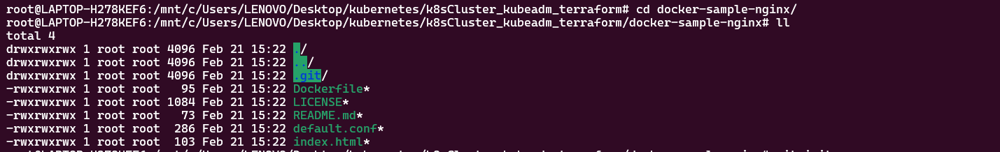 root@LAPTOP-H278KEF6:/mnt/c/Users/LENOVO/Desktop/kubernetes/k8sCluster_kubeadm_terraform# cd docker-sample-nginx/
root@LAPTOP-H278KEF6:/mnt/c/Users/LENOVO/Desktop/kubernetes/k8sCluster_kubeadm_terraform/docker-sample-nginx# ll
total 4
drwxrwxrwx 1 root root 4096 Feb 21 15:22 ./
drwxrwxrwx 1 root root 4096 Feb 21 15:22 ../
drwxrwxrwx 1 root root 4096 Feb 21 15:22 .git/
-rwxrwxrwx 1 root root   95 Feb 21 15:22 Dockerfile*
-rwxrwxrwx 1 root root 1084 Feb 21 15:22 LICENSE*
-rwxrwxrwx 1 root root   73 Feb 21 15:22 README.md*
-rwxrwxrwx 1 root root  286 Feb 21 15:22 default.conf*
-rwxrwxrwx 1 root root  103 Feb 21 15:22 index.html*